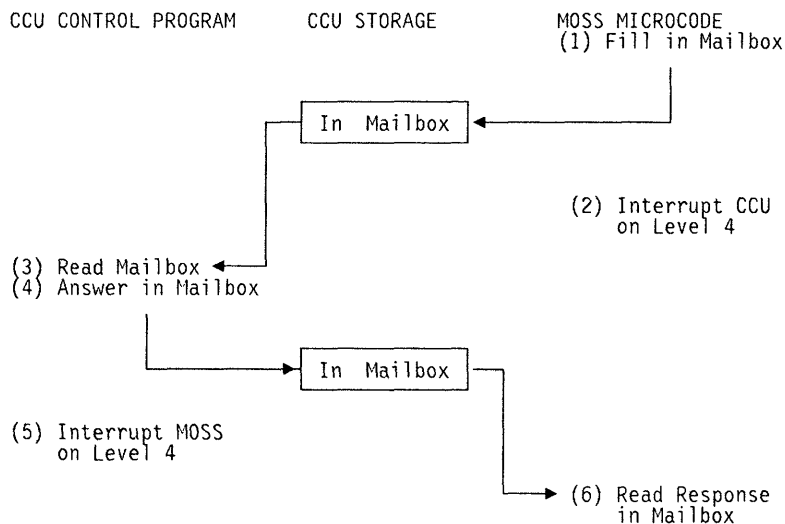 CCU CONTROL PROGRAM CCU STORAGE MOSS MICROCODE
(1) Fill in Mailbox
In Mailbox
(2) Interrupt CCU
on Level 4
(3) Read Mailbox
(4) Answer in Mailbox
In Mailbox
(5) Interrupt MOSS
on Level 4
(6) Read Response
in Mailbox